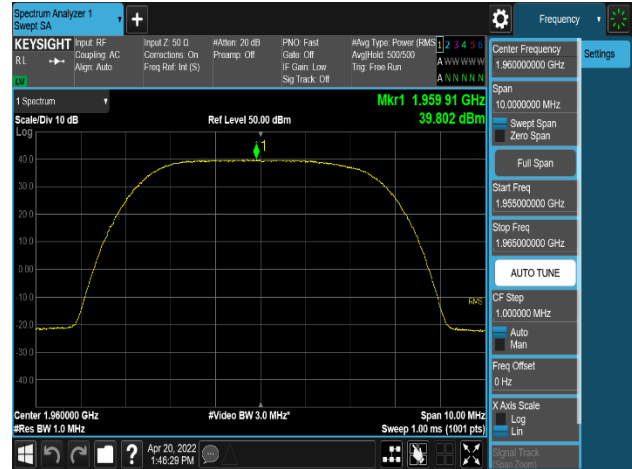 Spectrum Analyzer 1
Swept SA
+
Frequency
KEYSIGHT
RL
Input: RF
Coupling: AC
Align: Auto
Input Z: 50 Ω
Corrections: On
Freq Ref: Int (S)
#Atten: 20 dB
Preamp: Off
PNO: Fast
Gate: Off
IF Gain: Low
Sig Track: Off
#Avg Type: Power (RMS
Avg|Hold: 500/500
Trig: Free Run
1 2 3 4 5 6
A W W W W W
A N N N N N
1 Spectrum
Scale/Div 10 dB
Log
Ref Level 50.00 dBm
Mkr1 1.959 91 GHz
39.802 dBm
1
40.0
30.0
20.0
10.0
0.00
-10.0
-20.0
-30.0
-40.0
RMS
Center 1.960000 GHz
#Res BW 1.0 MHz
#Video BW 3.0 MHz*
Span 10.00 MHz
Sweep 1.00 ms (1001 pts)
?
Apr 20, 2022
1:46:29 PM
Center Frequency
1.960000000 GHz
Span
10.0000000 MHz
Swept Span
Zero Span
Full Span
Start Freq
1.955000000 GHz
Stop Freq
1.965000000 GHz
AUTO TUNE
CF Step
1.000000 MHz
Auto
Man
Freq Offset
0 Hz
X Axis Scale
Log
Lin
Signal Track
(Span Zoom)
Settings